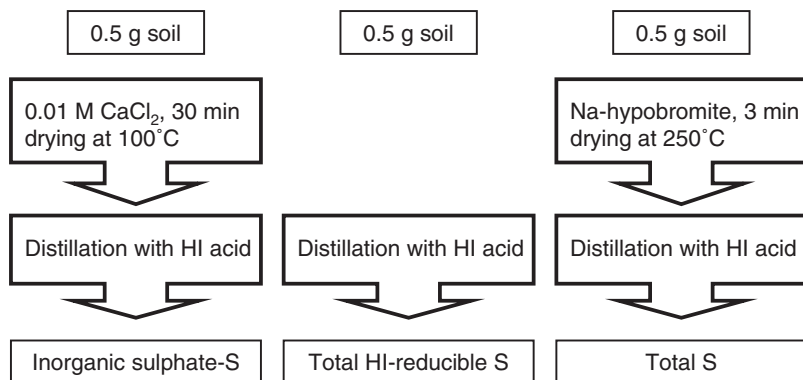 0.5 g soil
0.5 g soil
0.5 g soil
0.01 M CaCl₂, 30 min
drying at 100˚C
Na-hypobromite, 3 min
drying at 250˚C
Distillation with HI acid
Distillation with HI acid
Distillation with HI acid
Inorganic sulphate-S
Total HI-reducible S
Total S